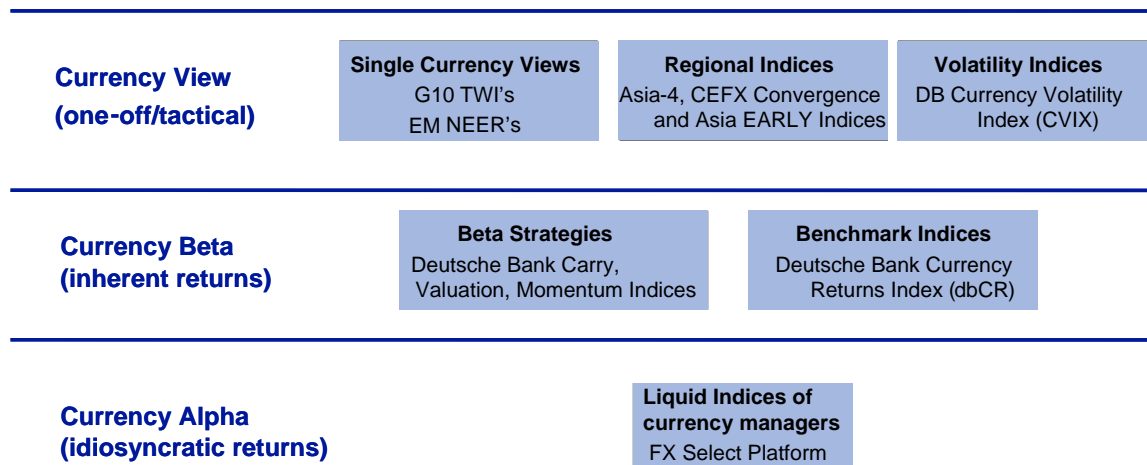 Currency View
(one-off/tactical)
Single Currency Views
G10 TWI's
EM NEER's
Regional Indices
Asia-4, CEFX Convergence
and Asia EARLY Indices
Volatility Indices
DB Currency Volatility
Index (CVIX)
Currency Beta
(inherent returns)
Beta Strategies
Deutsche Bank Carry,
Valuation, Momentum Indices
Benchmark Indices
Deutsche Bank Currency
Returns Index (dbCR)
Currency Alpha
(idiosyncratic returns)
Liquid Indices of
currency managers
FX Select Platform